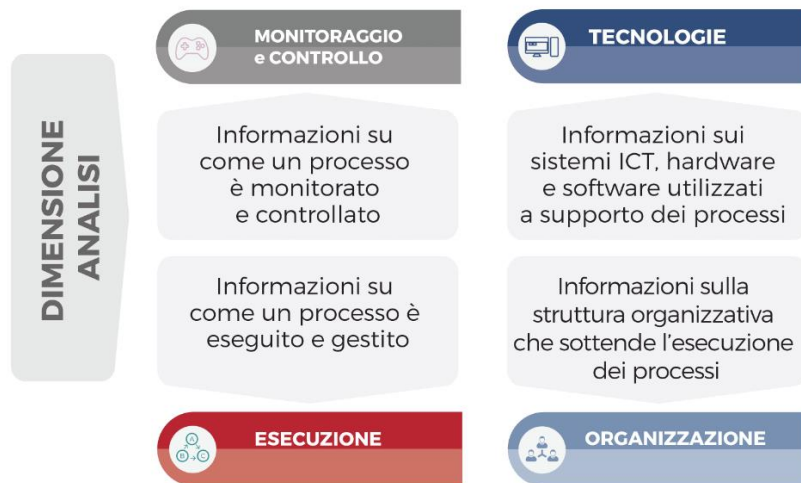 DIMENSIONE
ANALISI
MONITORAGGIO
e CONTROLLO
Informazioni su
come un processo
è monitorato
e controllato
TECNOLOGIE
Informazioni sui
sistemi ICT, hardware
e software utilizzati
a supporto dei processi
Informazioni su
come un processo è
eseguito e gestito
A
B C
ESECUZIONE
Informazioni sulla
struttura organizzativa
che sottende l'esecuzione
dei processi
ORGANIZZAZIONE